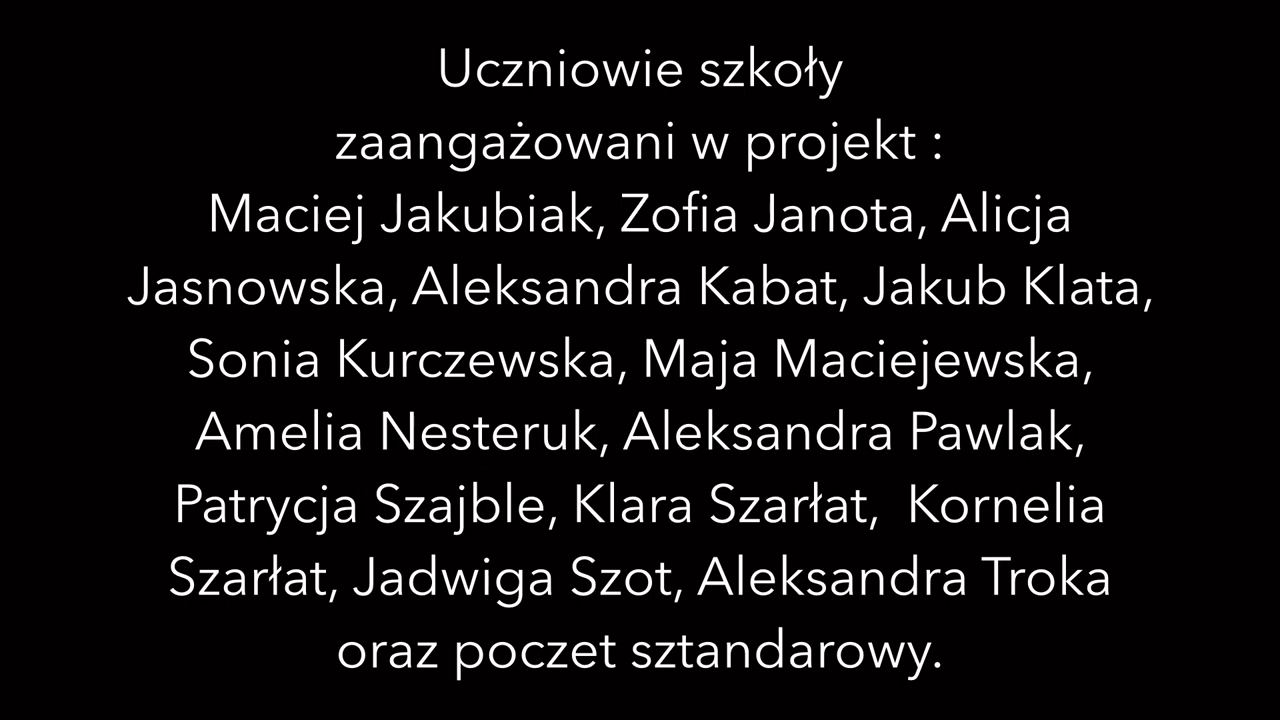 Uczniowie szkoły
zaangażowani w projekt :
Maciej Jakubiak, Zofia Janota, Alicja
Jasnowska, Aleksandra Kabat, Jakub Klata,
Sonia Kurczewska, Maja Maciejewska,
Amelia Nesteruk, Aleksandra Pawlak,
Patrycja Szajble, Klara Szarłat,  Kornelia
Szarłat, Jadwiga Szot, Aleksandra Troka
oraz poczet sztandarowy.